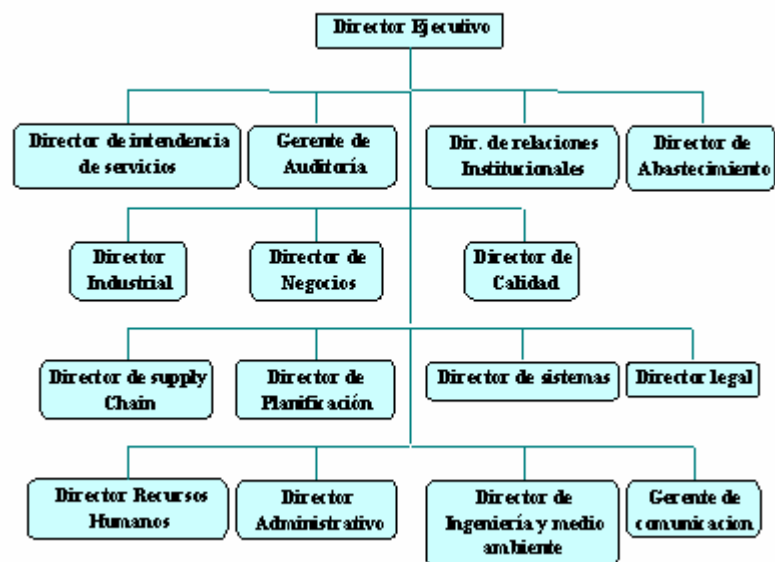 Director Ejecutivo
Director de intendencia
de servicios
Gerente de
Auditoría
Dir. de relaciones
Institucionales
Director de
Abastecimiento
Director
Industrial
Director de
Negocios
Director de
Calidad
Director de supply
Chain
Director de
Planificación
Director de sistemas
Director legal
Director Recursos
Humanos
Director
Administrativo
Director de
Ingeniería y medio
ambiente
Gerente de
comunicacion